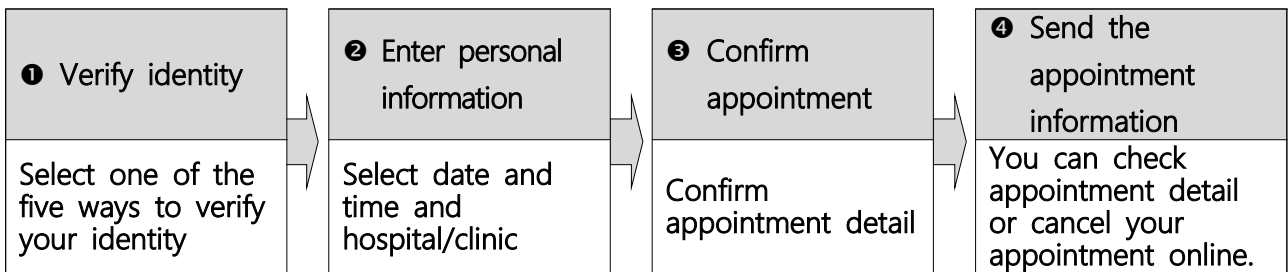 ❶ Verify identity
Select one of the
five ways to verify
your identity
❷ Enter personal
information
Select date and
time and
hospital/clinic
❸ Confirm
appointment
Confirm
appointment detail
❹ Send the
appointment
information
You can check
appointment detail
or cancel your
appointment online.